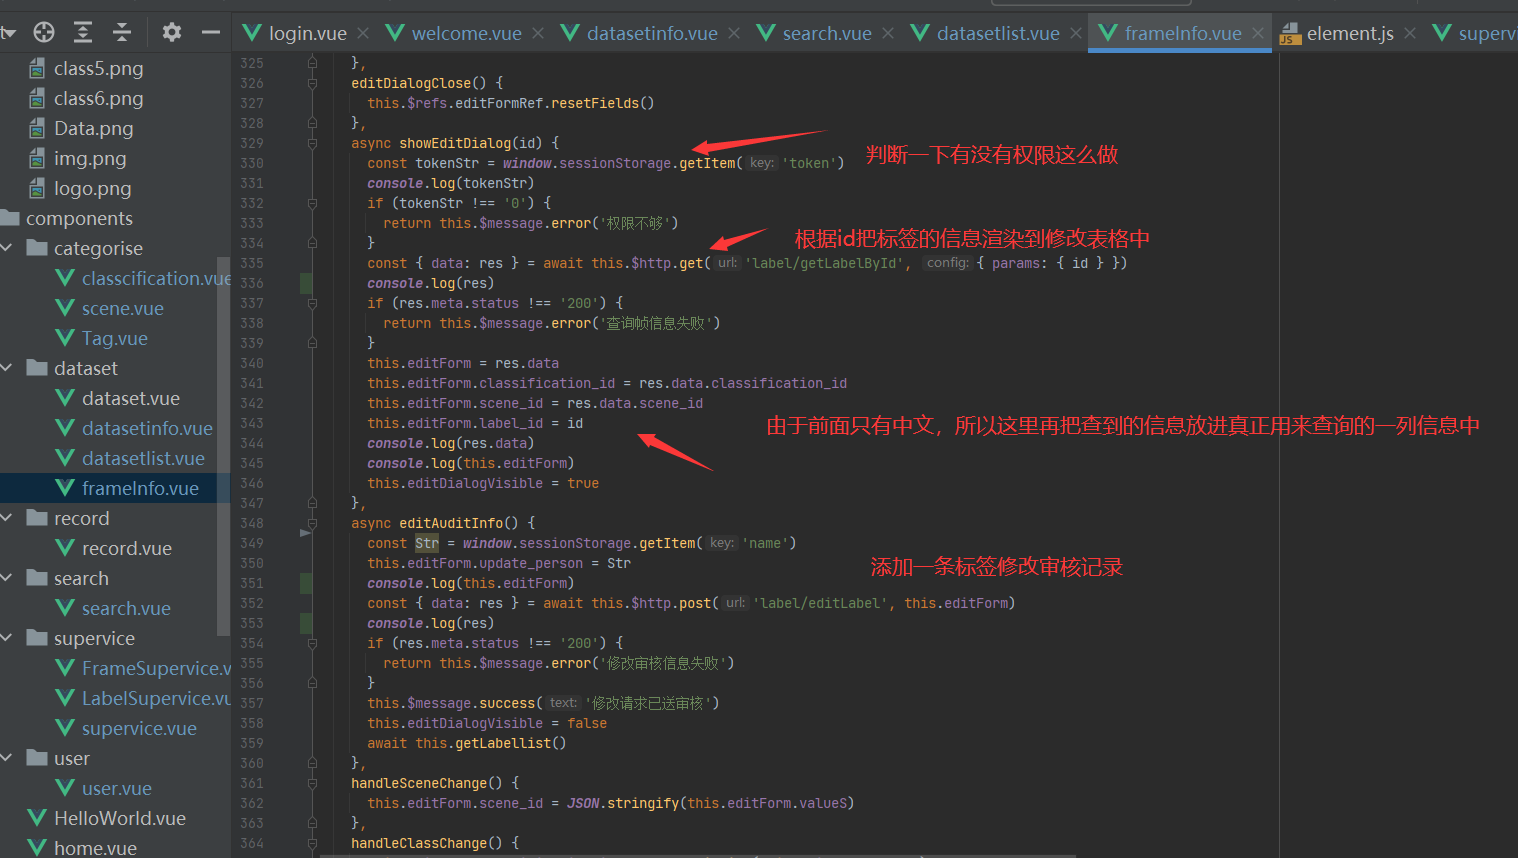 login.vue
welcome.vue
datasetinfo.vue
search.vue
datasetlist.vue
frameInfo.vue
element.js
supervi
class5.png
class6.png
Data.png
img.png
logo.png
components
categorise
classcification.vue
scene.vue
Tag.vue
dataset
dataset.vue
datasetinfo.vue
datasetlist.vue
frameInfo.vue
record
record.vue
search
search.vue
supervice
FrameSupervice.v
LabelSupervice.vu
supervice.vue
user
user.vue
HelloWorld.vue
home.vue
325 },
326 editDialogClose() {
327 this.$refs.editFormRef.resetFields()
328 },
329 async showEditDialog(id) {
330 const tokenStr = window.sessionStorage.getItem( key: 'token')
判断一下有没有权限这么做
331 console.log(tokenStr)
332 if (tokenStr !== '0') {
333 return this.$message.error('权限不够')
334 }
根据id把标签的信息渲染到修改表格中
335 const { data: res } = await this.$http.get( url: 'label/getLabelById', config: { params: { id } })
336 console.log(res)
337 if (res.meta.status !== '200') {
338 return this.$message.error('查询帧信息失败')
339 }
340 this.editForm = res.data
341 this.editForm.classification_id = res.data.classification_id
342 this.editForm.scene_id = res.data.scene_id
343 this.editForm.label_id = id
由于前面只有中文，所以这里再把查到的信息放进真正用来查询的一列信息中
344 console.log(res.data)
345 console.log(this.editForm)
346 this.editDialogVisible = true
347 },
348 async editAuditInfo() {
349 const Str = window.sessionStorage.getItem( key: 'name')
350 this.editForm.update_person = Str
添加一条标签修改审核记录
351 console.log(this.editForm)
352 const { data: res } = await this.$http.post( url: 'label/editLabel', this.editForm)
353 console.log(res)
354 if (res.meta.status !== '200') {
355 return this.$message.error('修改审核信息失败')
356 }
357 this.$message.success( text: '修改请求已送审核')
358 this.editDialogVisible = false
359 await this.getLabellist()
360 },
361 handleSceneChange() {
362 this.editForm.scene_id = JSON.stringify(this.editForm.valueS)
363 },
364 handleClassChange() {